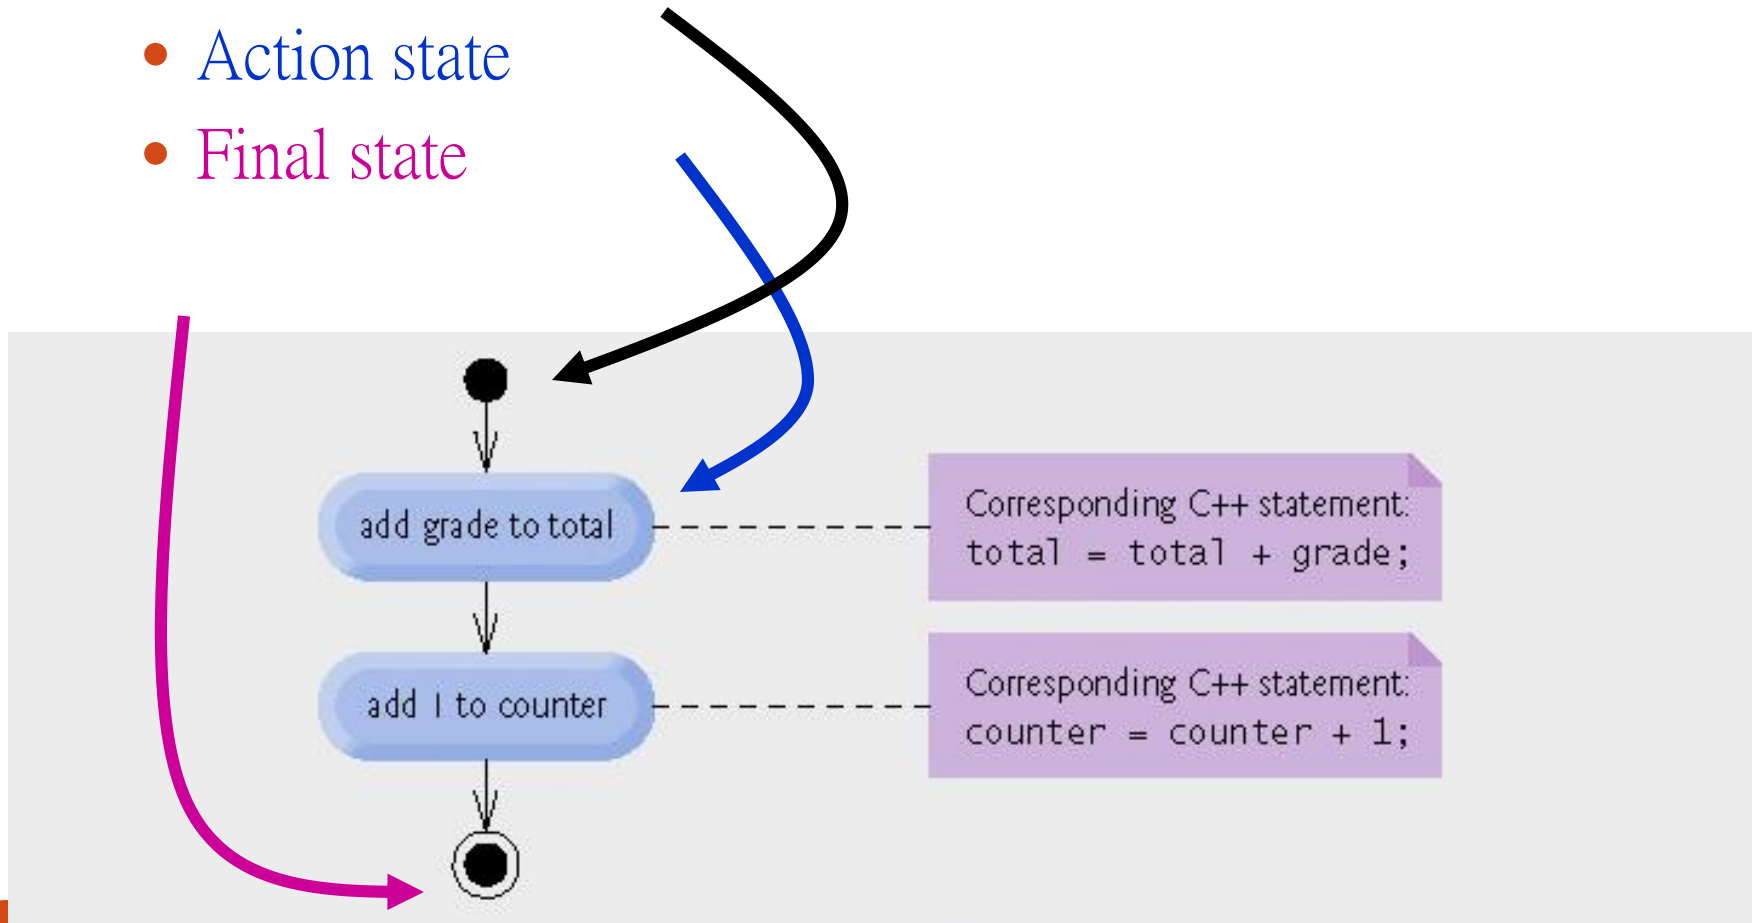 Action state
Final state
add grade to total
Corresponding C++ statement:
total = total + grade;
add 1 to counter
Corresponding C++ statement:
counter = counter + 1;